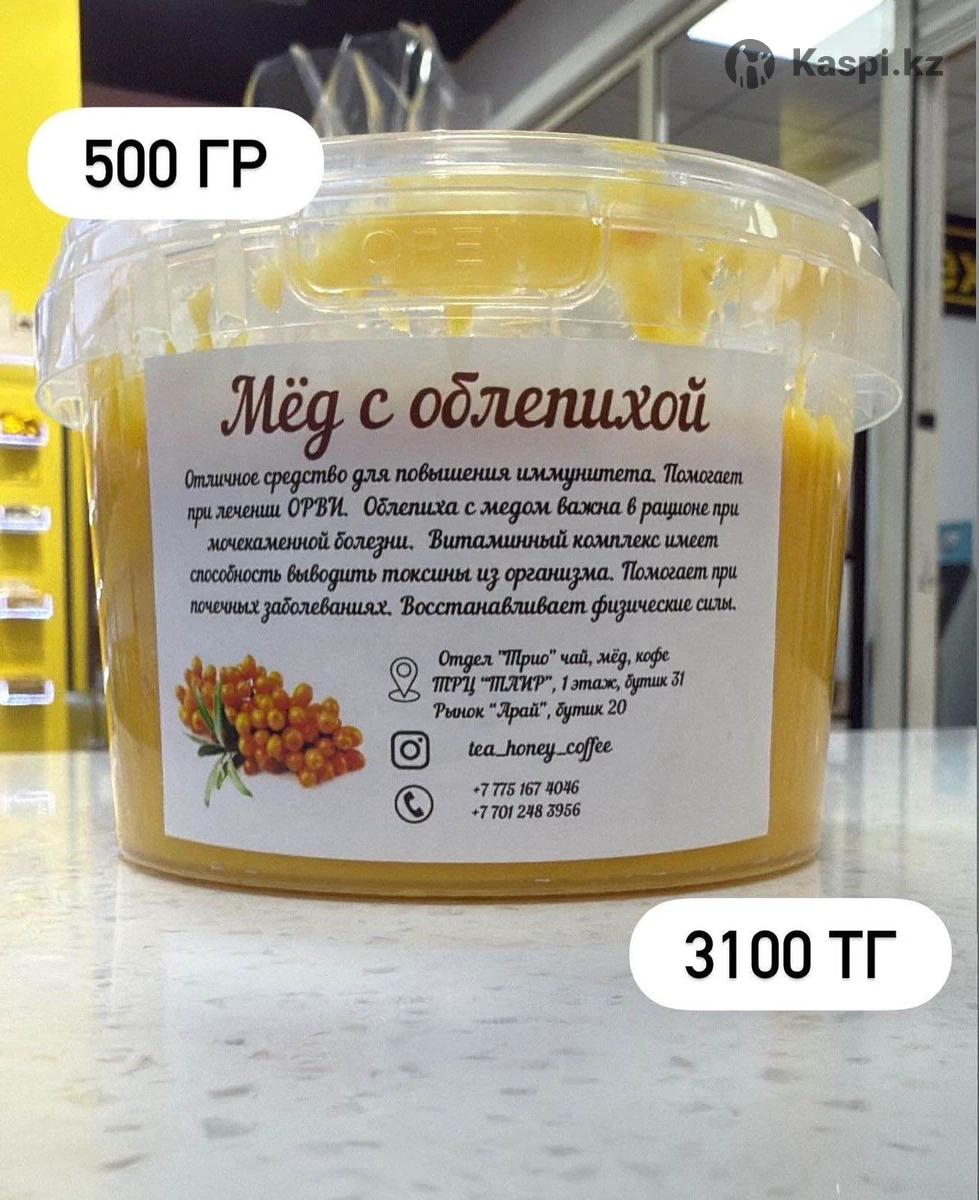 Kaspi.kz
500 ГР
OPEN
Мёд с облепихой
Отличное средство для повышения иммунитета. Помогает
при лечении ОРВИ. Облепиха с медом важна в рационе при
мочекаменной болезни. Витаминный комплекс имеет
способность выводить токсины из организма. Помогает при
почечных заболеваниях. Восстанавливает физические силы.
Отдел "Трио" чай, мёд, кофе
ТРЦ "ТЛИР", 1 этаж, бутик 31
Рынок "Арай", бутик 20
tea_honey_coffee
+7 775 167 4046
+7 701 248 3956
3100 ТГ